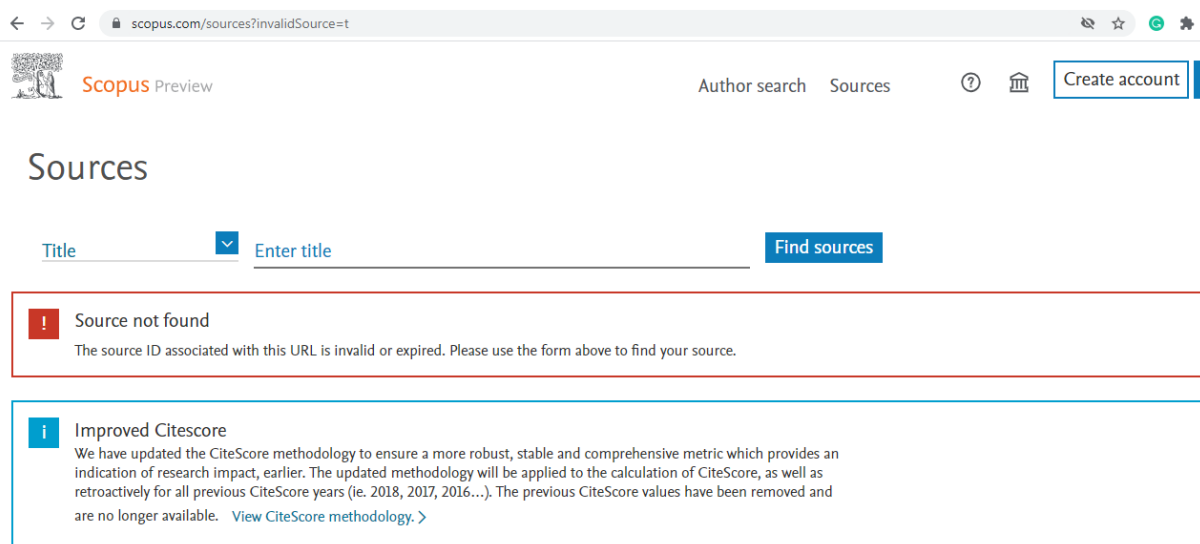 scopus.com/sources?invalidSource=t
Scopus Preview
Author search Sources
Create account
Sources
Title
Enter title
Find sources
Source not found
The source ID associated with this URL is invalid or expired. Please use the form above to find your source.
Improved Citescore
We have updated the CiteScore methodology to ensure a more robust, stable and comprehensive metric which provides an
indication of research impact, earlier. The updated methodology will be applied to the calculation of CiteScore, as well as
retroactively for all previous CiteScore years (ie. 2018, 2017, 2016...). The previous CiteScore values have been removed and
are no longer available. View CiteScore methodology. >